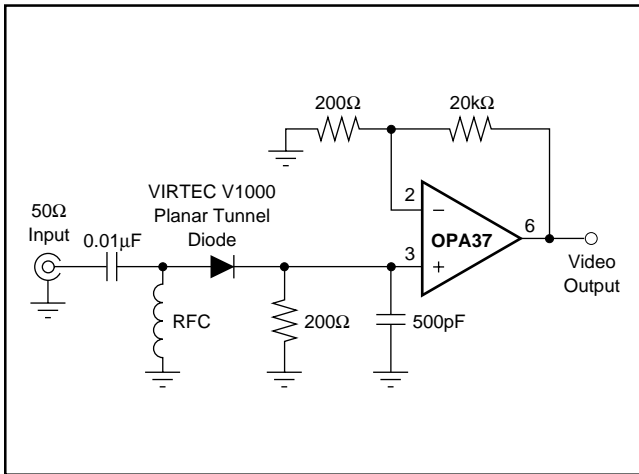 200Ω
20kΩ
VIRTEC V1000
Planar Tunnel
Diode
50Ω
Input
0.01µF
2
–
OPA37
6
3
+
Video
Output
RFC
200Ω
500pF